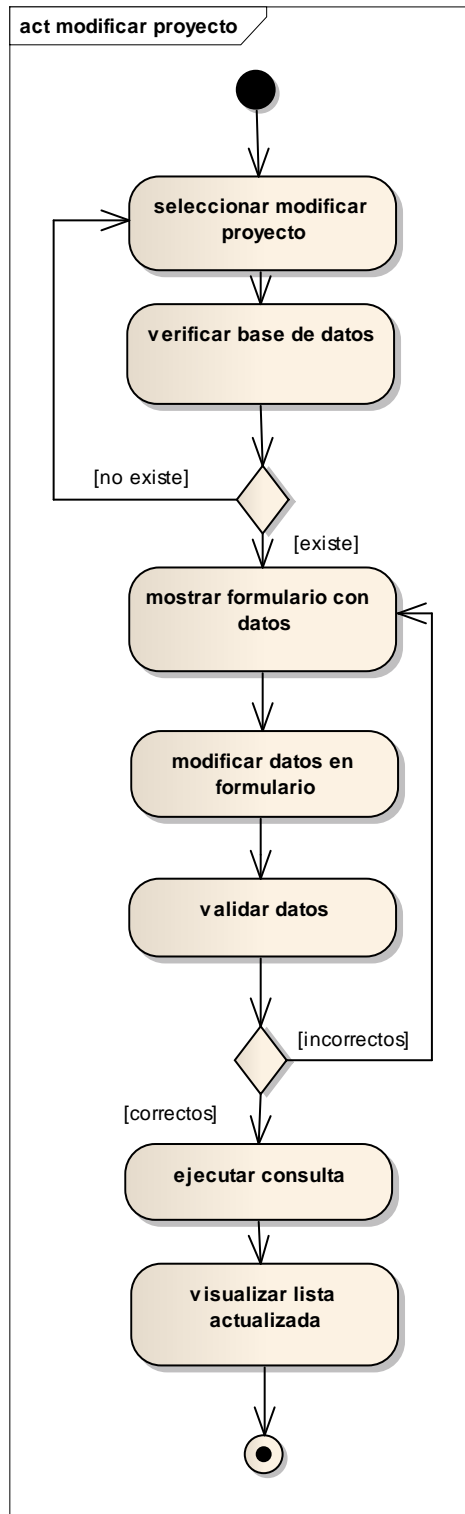 act modificar proyecto
seleccionar modificar
proyecto
verificar base de datos
[no existe]
[existe]
mostrar formulario con
datos
modificar datos en
formulario
validar datos
[incorrectos]
[correctos]
ejecutar consulta
visualizar lista
actualizada